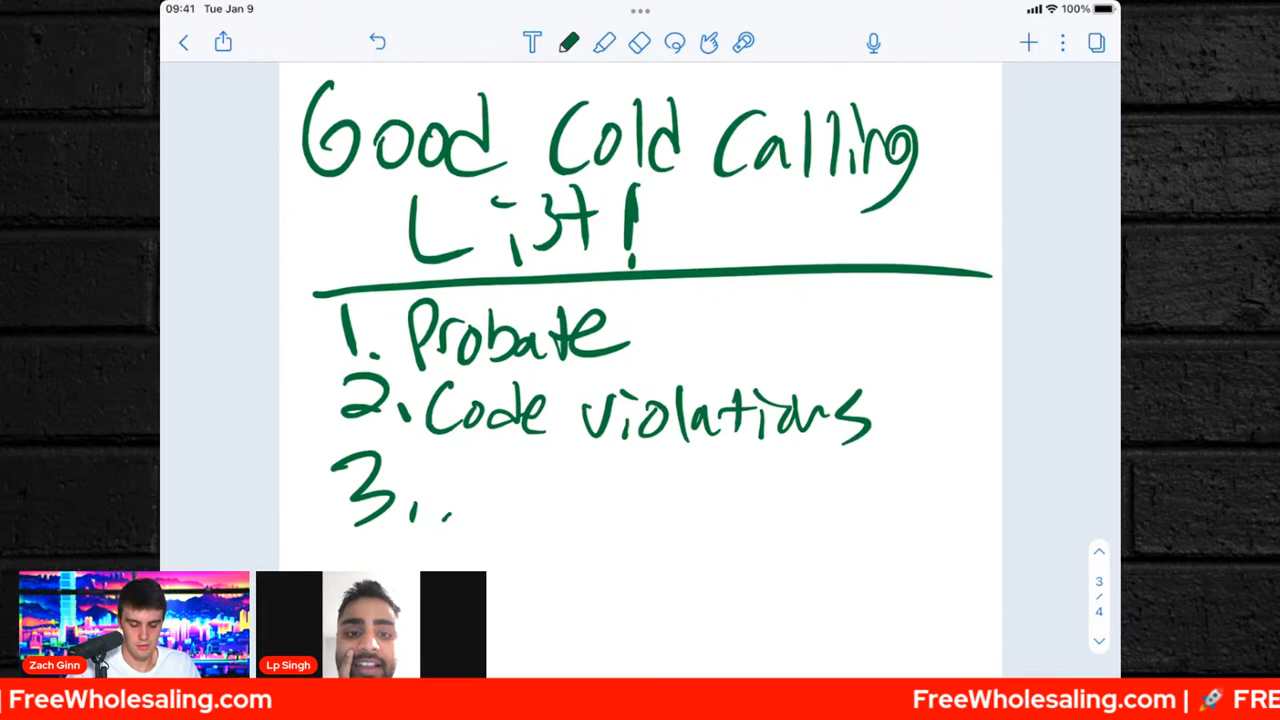 09:41 Tue Jan 9
100%
T
Good Cold Calling
List!
1. Probate
2. Code violations
3.
3
/
4
Zach Ginn
Lp Singh
| FreeWholesaling.com
FreeWholesaling.com | 🚀 FRE